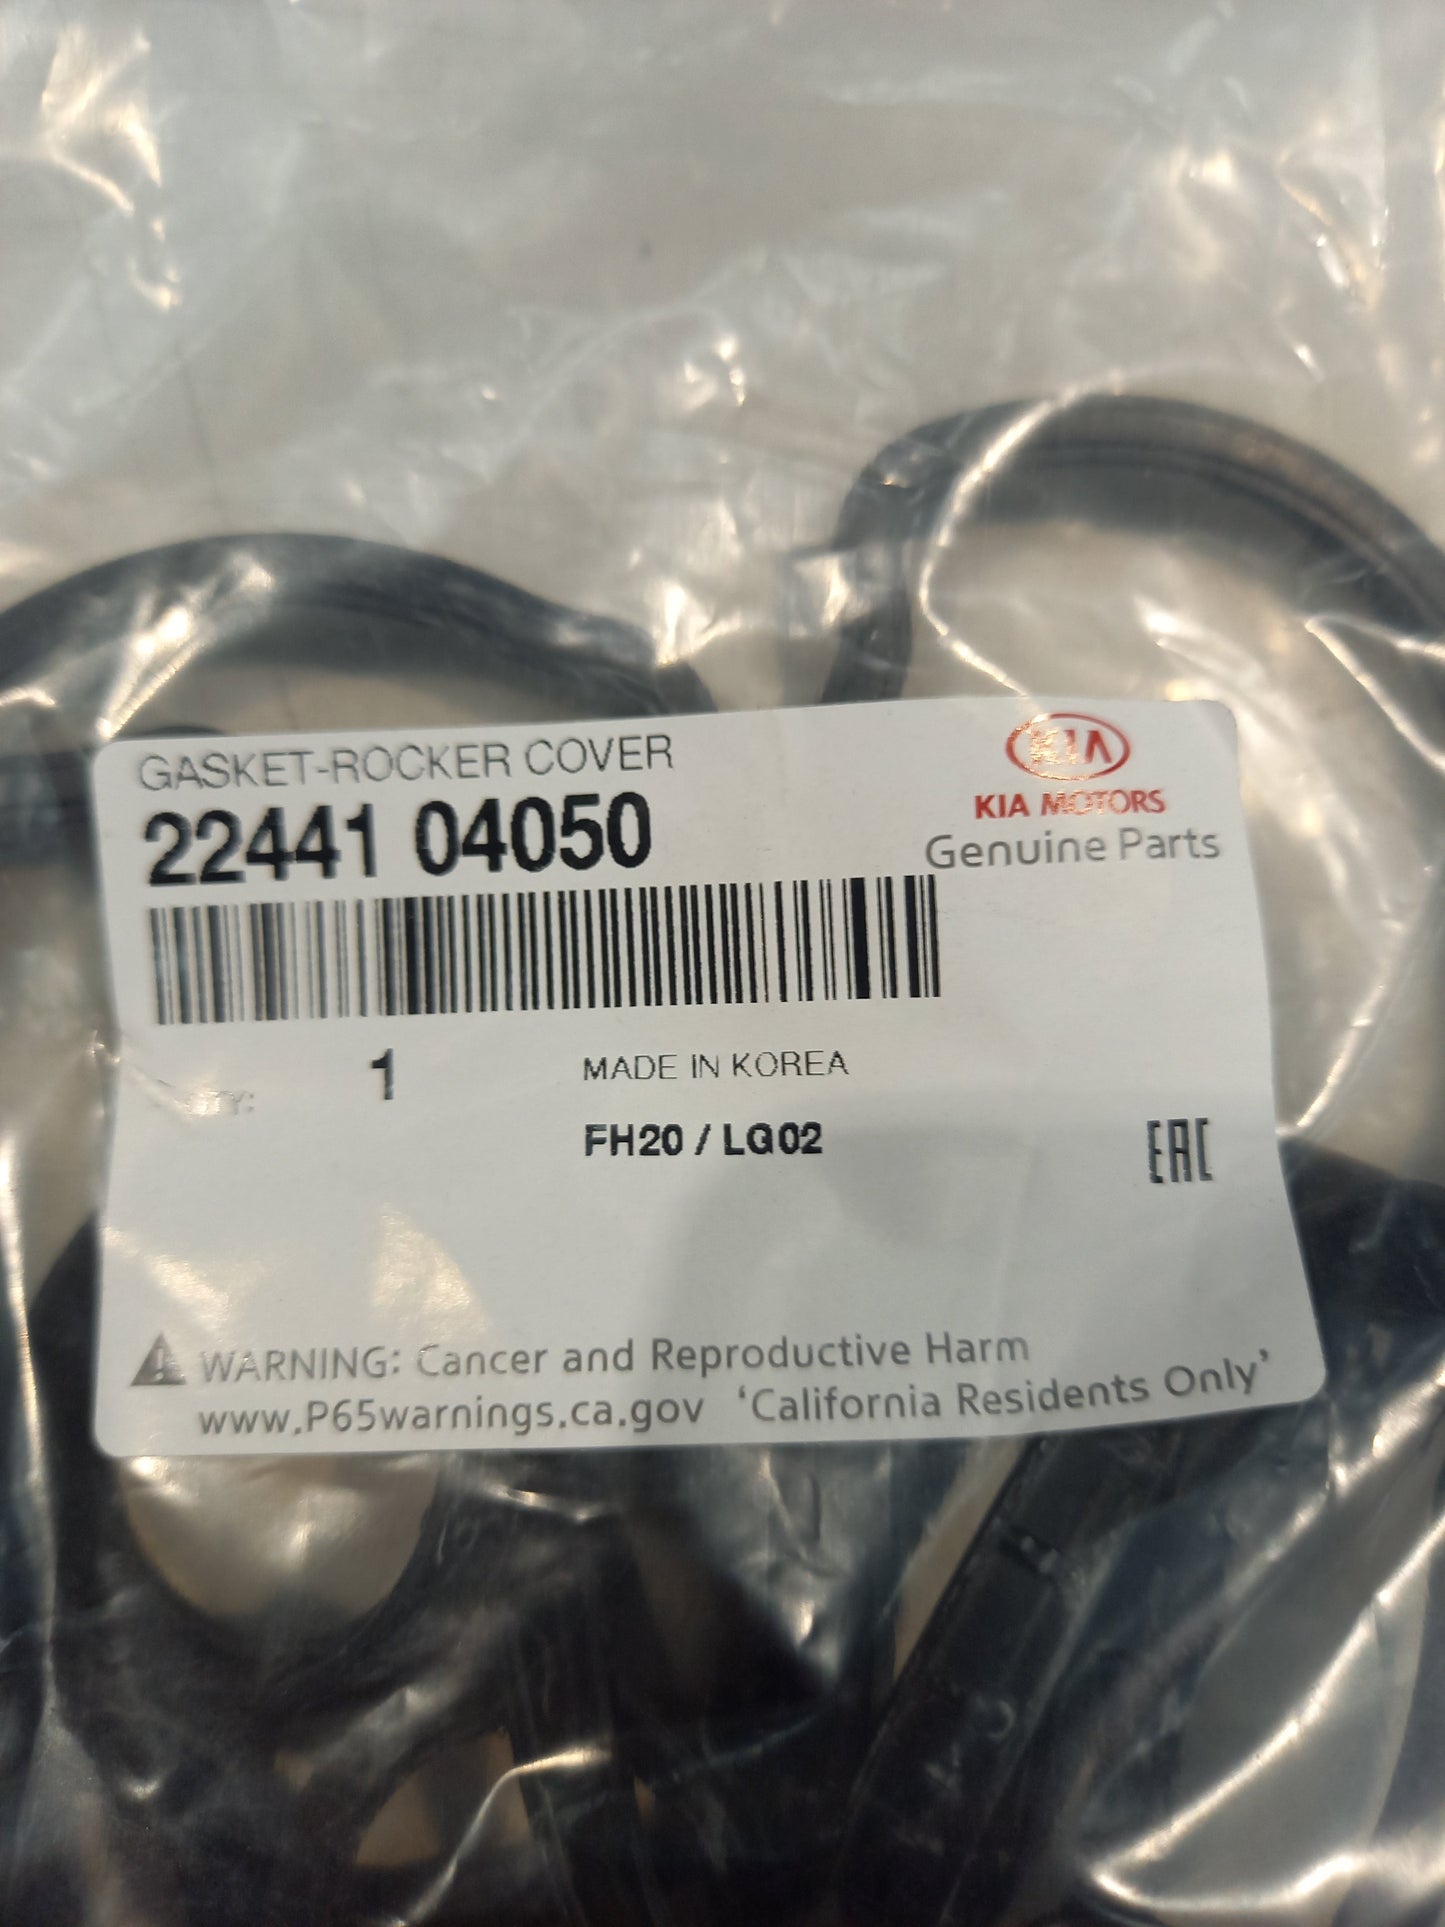 GASKET-ROCKER COVER
22441 04050
KIA
KIA MOTORS
Genuine Parts
1
MADE IN KOREA
FH20 / LG02
EAC
WARNING: Cancer and Reproductive Harm
www.P65warnings.ca.gov 'California Residents Only'